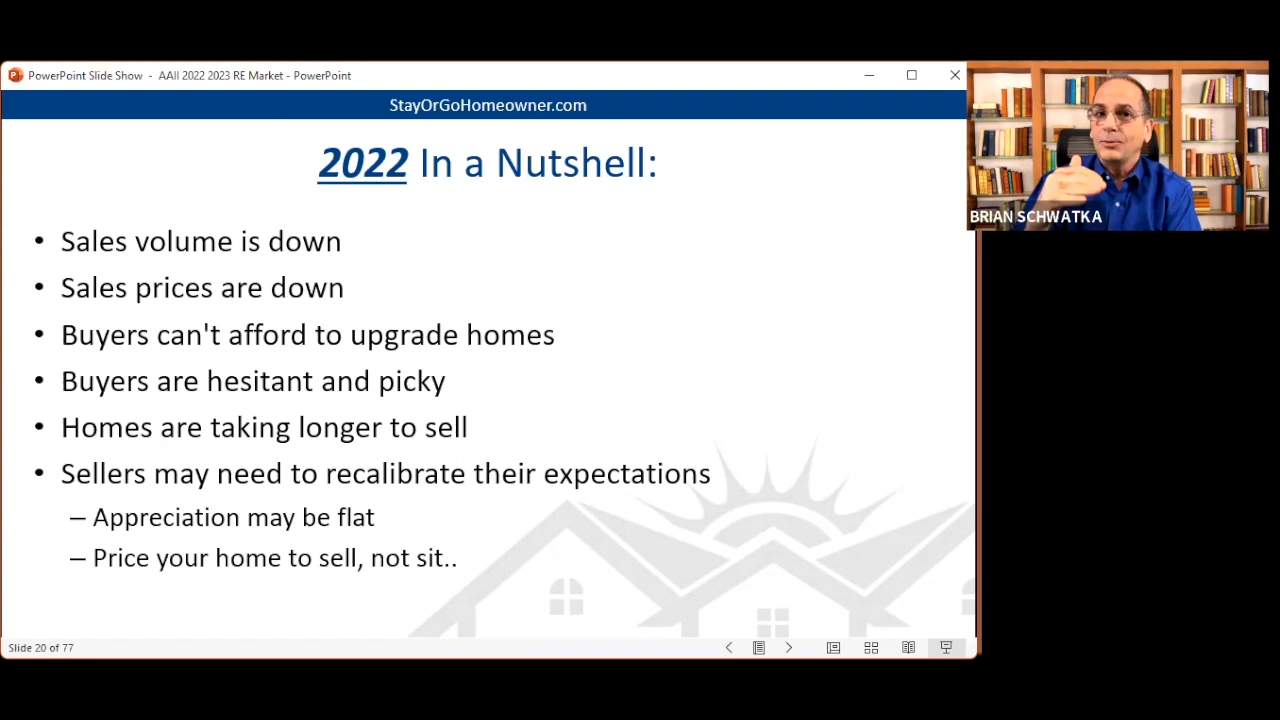 PowerPoint Slide Show - AAII 2022 2023 RE Market - PowerPoint
StayOrGoHomeowner.com
2022 In a Nutshell:
• Sales volume is down
• Sales prices are down
• Buyers can't afford to upgrade homes
• Buyers are hesitant and picky
• Homes are taking longer to sell
• Sellers may need to recalibrate their expectations
– Appreciation may be flat
– Price your home to sell, not sit..
BRIAN SCHWATKA
Slide 20 of 77